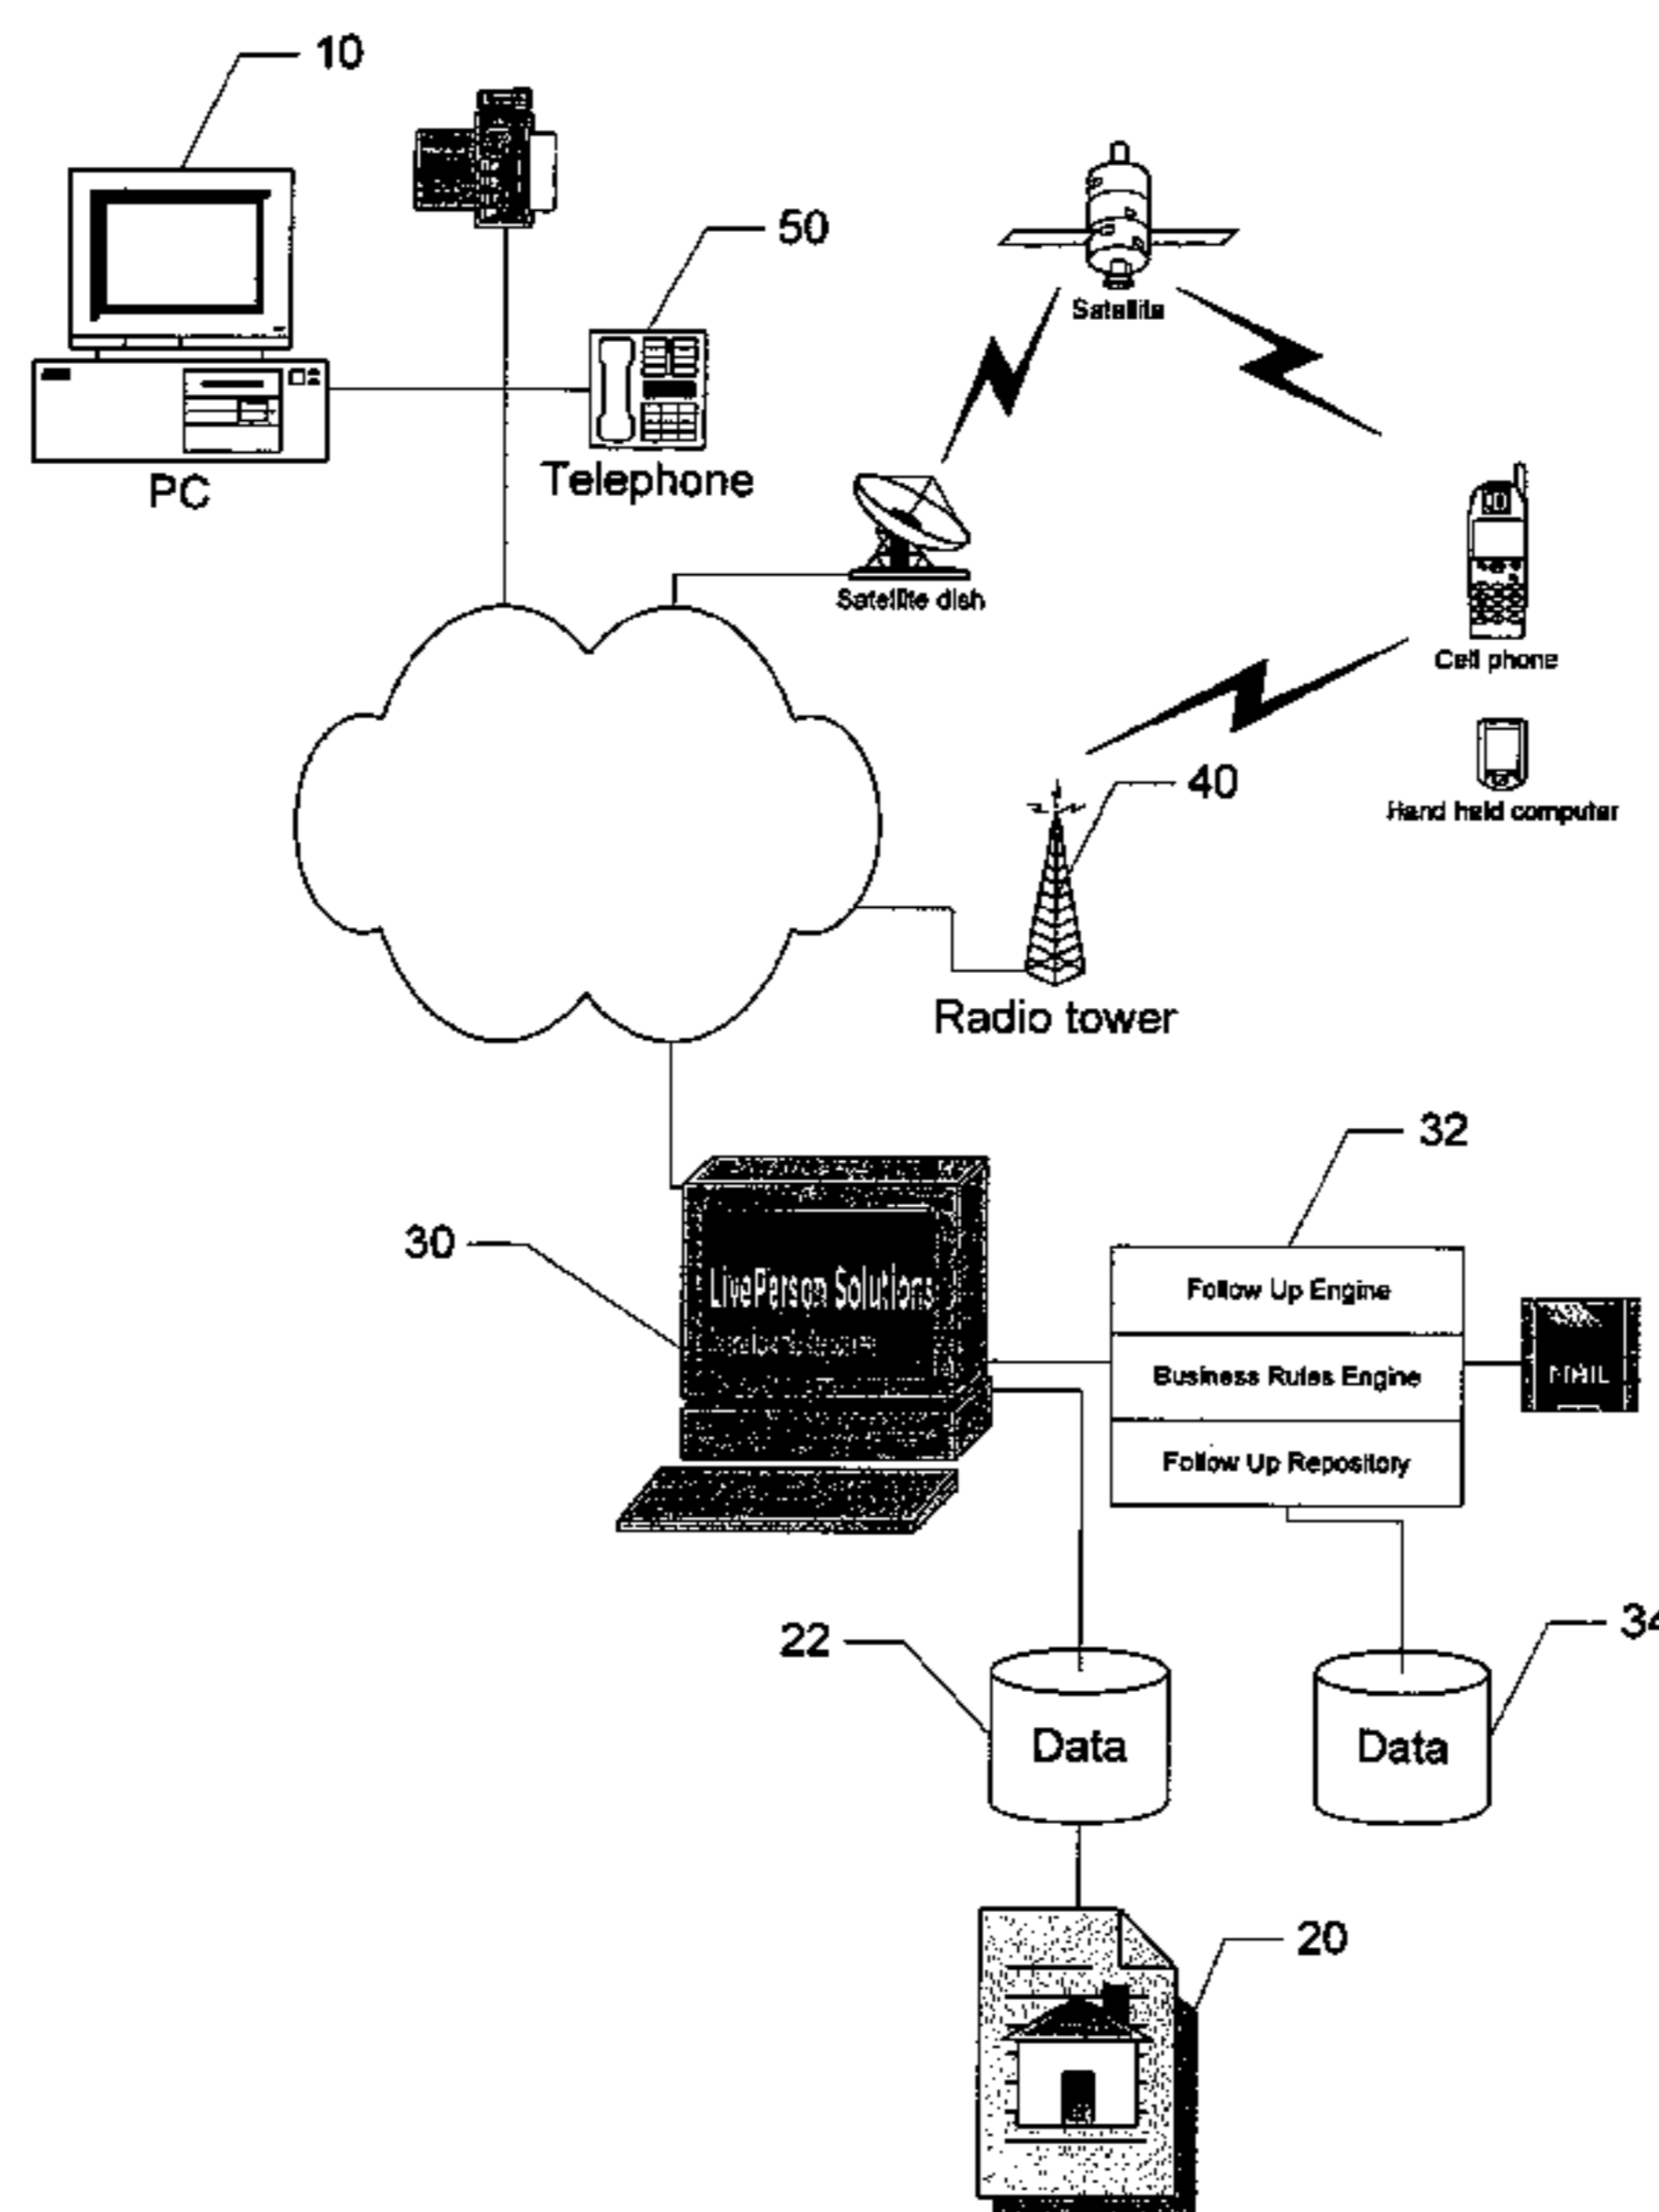 10
50
Satellite
PC
Telephone
Satellite dish
Cell phone
40
Hand held computer
Radio tower
32
30
LivePerson Solutions
Follow Up Engine
Business Rules Engine
MAIL
Follow Up Repository
22
34
Data
Data
20